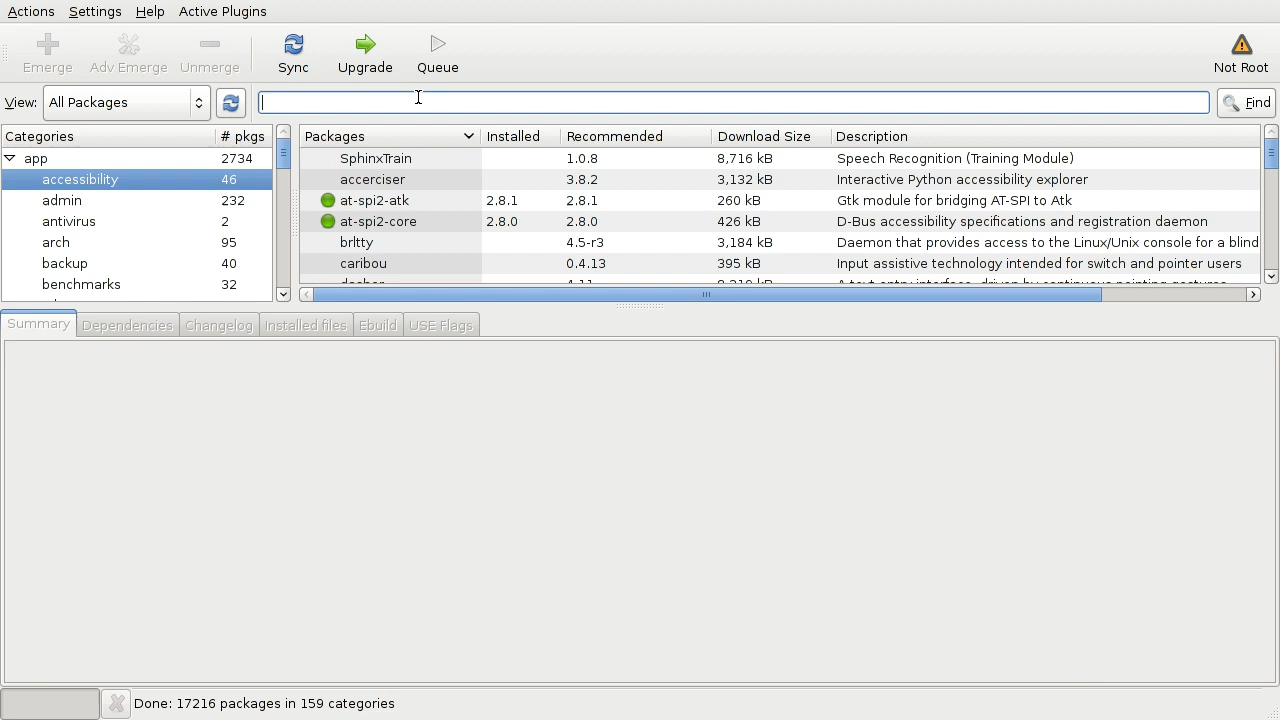 Actions Settings Help Active Plugins
Emerge Adv Emerge Unmerge Sync Upgrade Queue Not Root
View: All Packages Find
Categories # pkgs Packages Installed Recommended Download Size Description
app 2734 SphinxTrain 1.0.8 8,716 kB Speech Recognition (Training Module)
accessibility 46 accerciser 3.8.2 3,132 kB Interactive Python accessibility explorer
admin 232 at-spi2-atk 2.8.1 2.8.1 260 kB Gtk module for bridging AT-SPI to Atk
antivirus 2 at-spi2-core 2.8.0 2.8.0 426 kB D-Bus accessibility specifications and registration daemon
arch 95 brltty 4.5-r3 3,184 kB Daemon that provides access to the Linux/Unix console for a blind
backup 40 caribou 0.4.13 395 kB Input assistive technology intended for switch and pointer users
benchmarks 32
Summary Dependencies Changelog Installed files Ebuild USE Flags
Done: 17216 packages in 159 categories